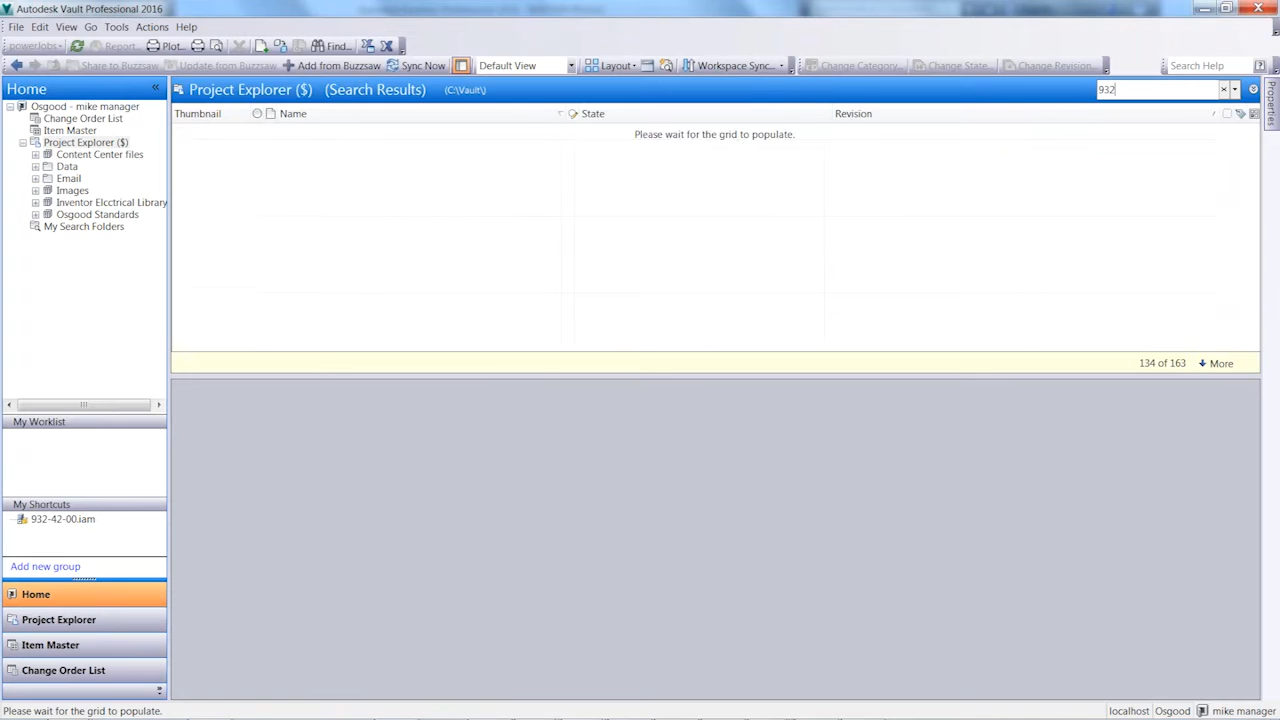 Autodesk Vault Professional 2016
File Edit View Go Tools Actions Help
powerJobs Report... Plot... Find...
Share to Buzzsaw Update from Buzzsaw Add from Buzzsaw Sync Now Default View Layout Workspace Sync... Change Category... Change State... Change Revision... Search Help
Home «
Project Explorer ($) (Search Results) (C:\Vault\) 932
Properties
Thumbnail Name State Revision
Please wait for the grid to populate.
Osgood - mike manager
Change Order List
Item Master
Project Explorer ($)
Content Center files
Data
Email
Images
Inventor Elcctrical Library
Osgood Standards
My Search Folders
134 of 163 More
My Worklist
My Shortcuts
932-42-00.iam
Add new group
Home
Project Explorer
Item Master
Change Order List
»
Please wait for the grid to populate.
localhost Osgood mike manager